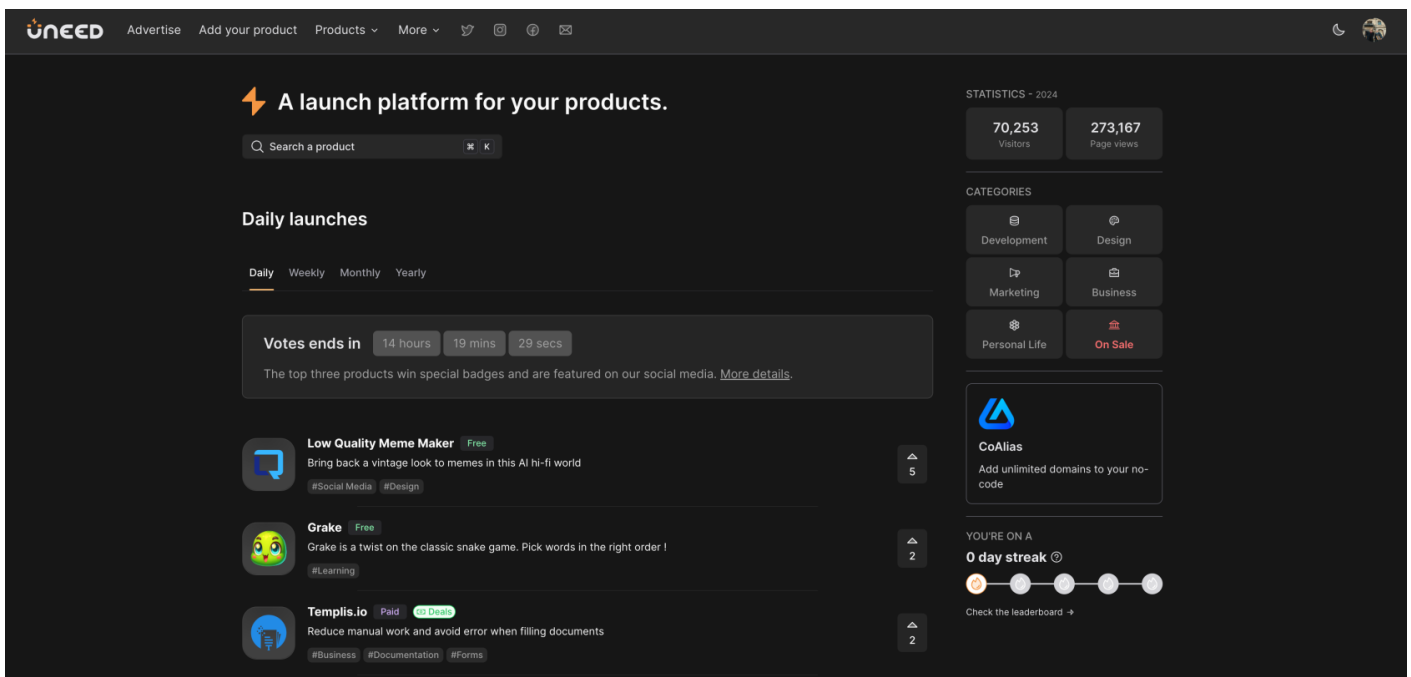 UNEED Advertise Add your product Products More
A launch platform for your products.
Search a product ⌘ K
Daily launches
Daily Weekly Monthly Yearly
Votes ends in 14 hours 19 mins 29 secs
The top three products win special badges and are featured on our social media. More details.
Low Quality Meme Maker Free
Bring back a vintage look to memes in this AI hi-fi world
#Social Media #Design
5
Grake Free
Grake is a twist on the classic snake game. Pick words in the right order !
#Learning
2
Templis.io Paid Deals
Reduce manual work and avoid error when filling documents
#Business #Documentation #Forms
2
STATISTICS - 2024
70,253 273,167
Visitors Page views
CATEGORIES
Development Design
Marketing Business
Personal Life On Sale
CoAlias
Add unlimited domains to your no-
code
YOU'RE ON A
0 day streak
Check the leaderboard →